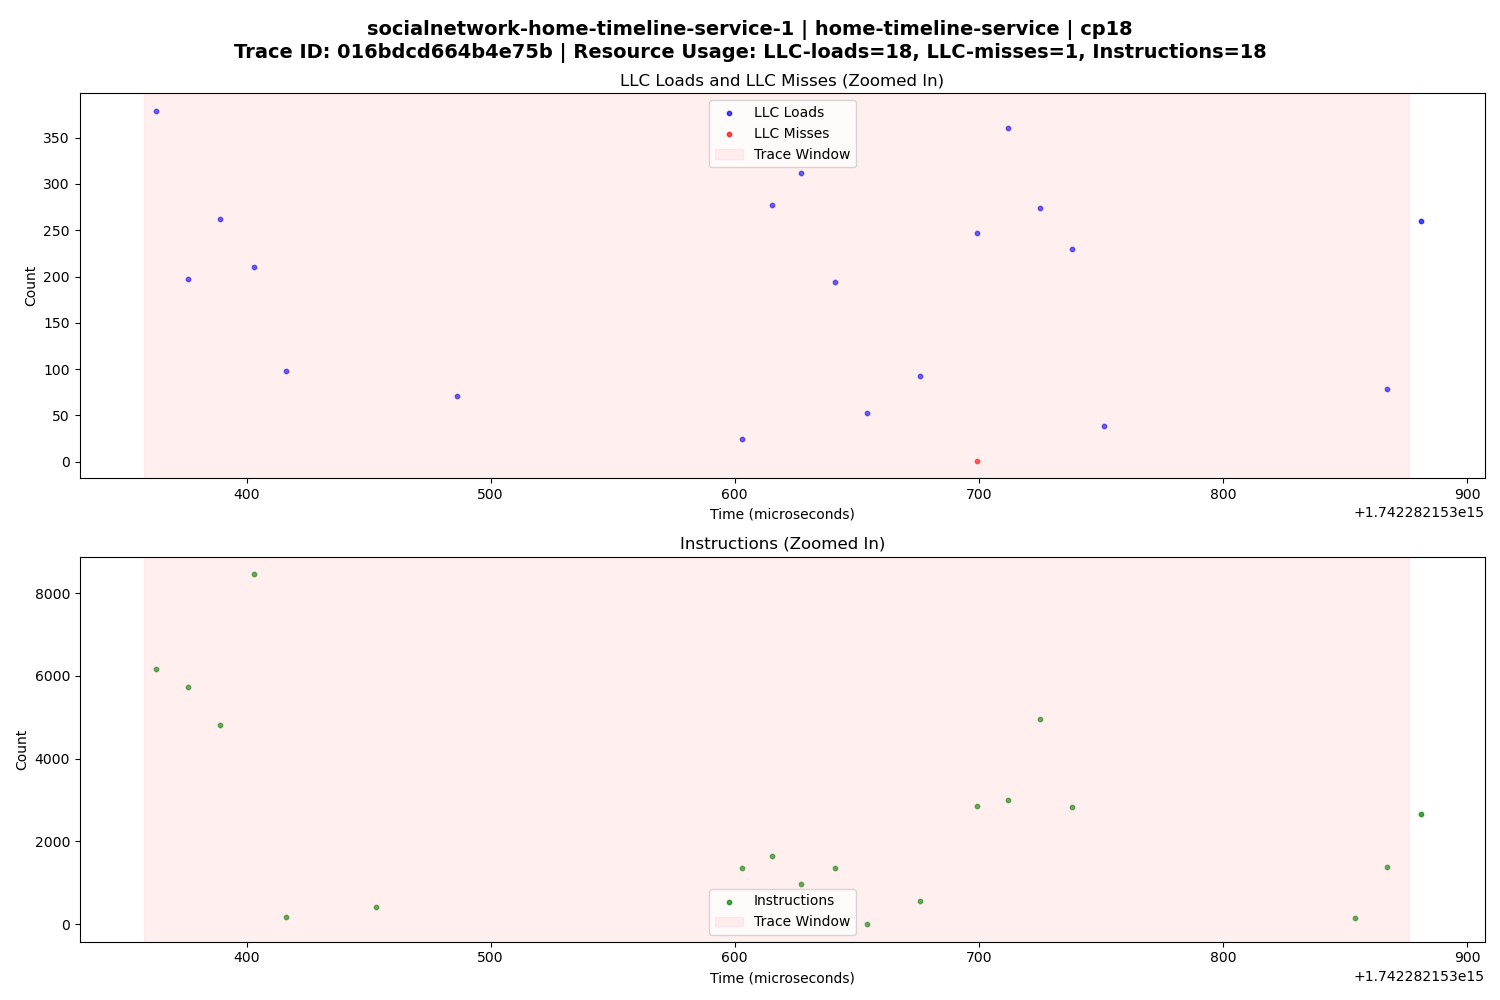 socialnetwork-home-timeline-service-1 | home-timeline-service | cp18
Trace ID: 016bdcd664b4e75b | Resource Usage: LLC-loads=18, LLC-misses=1, Instructions=18
LLC Loads and LLC Misses (Zoomed In)
Count
350
300
250
200
150
100
50
0
LLC Loads
LLC Misses
Trace Window
400
500
600
700
800
900
Time (microseconds)
+1.742282153e15
Instructions (Zoomed In)
Count
8000
6000
4000
2000
0
Instructions
Trace Window
400
500
600
700
800
900
Time (microseconds)
+1.742282153e15